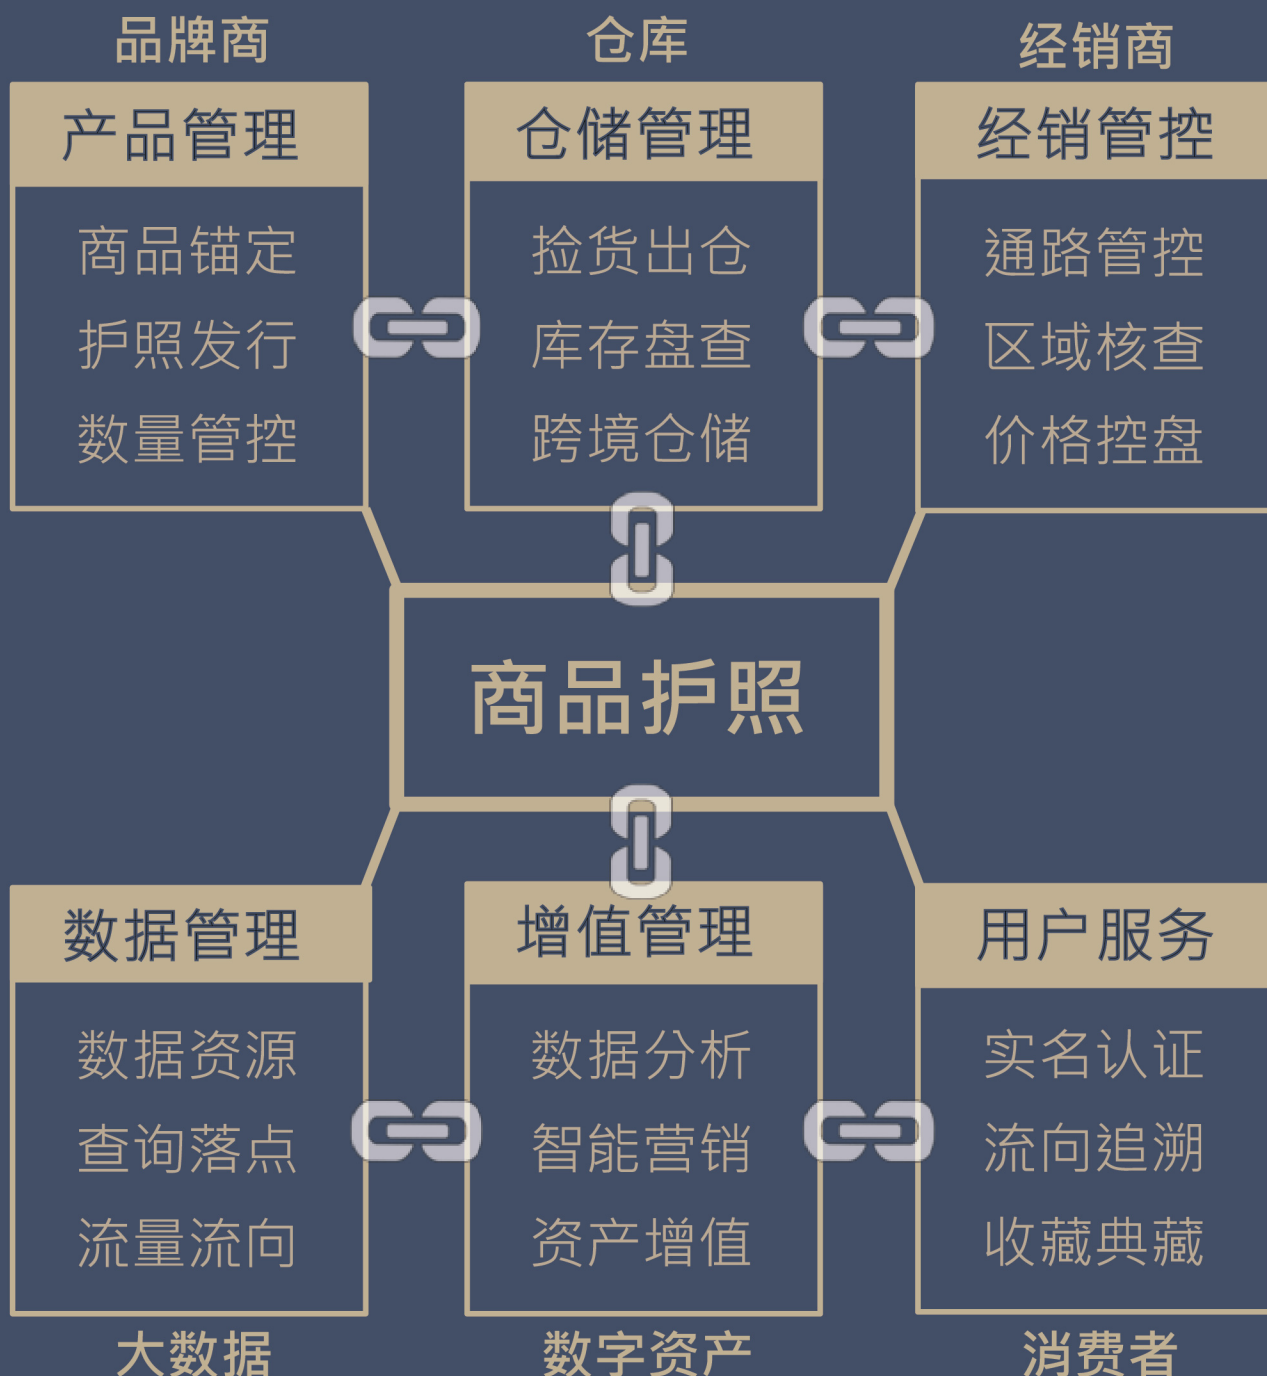 品牌商
仓库
经销商
产品管理
仓储管理
经销管控
商品锚定
捡货出仓
通路管控
护照发行
库存盘查
区域核查
数量管控
跨境仓储
价格控盘
商品护照
数据管理
增值管理
用户服务
数据资源
数据分析
实名认证
查询落点
智能营销
流向追溯
流量流向
资产增值
收藏典藏
大数据
数字资产
消费者